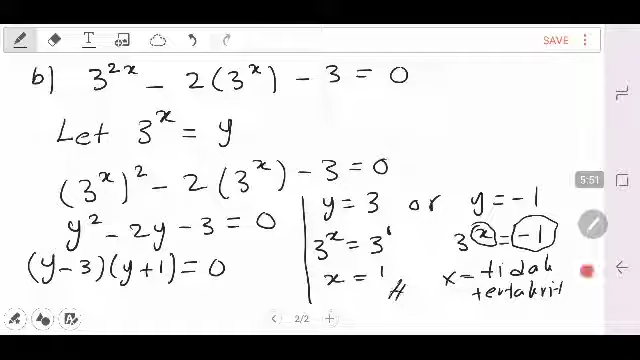 T
SAVE
b) 3^{2x} - 2(3^x) - 3 = 0
Let 3^x = y
(3^x)^2 - 2(3^x) - 3 = 0
y^2 - 2y - 3 = 0
(y-3)(y+1) = 0
y = 3 or y = -1
3^x = 3^1
x = 1
3^x = -1
x = tidak
5:51
2/2